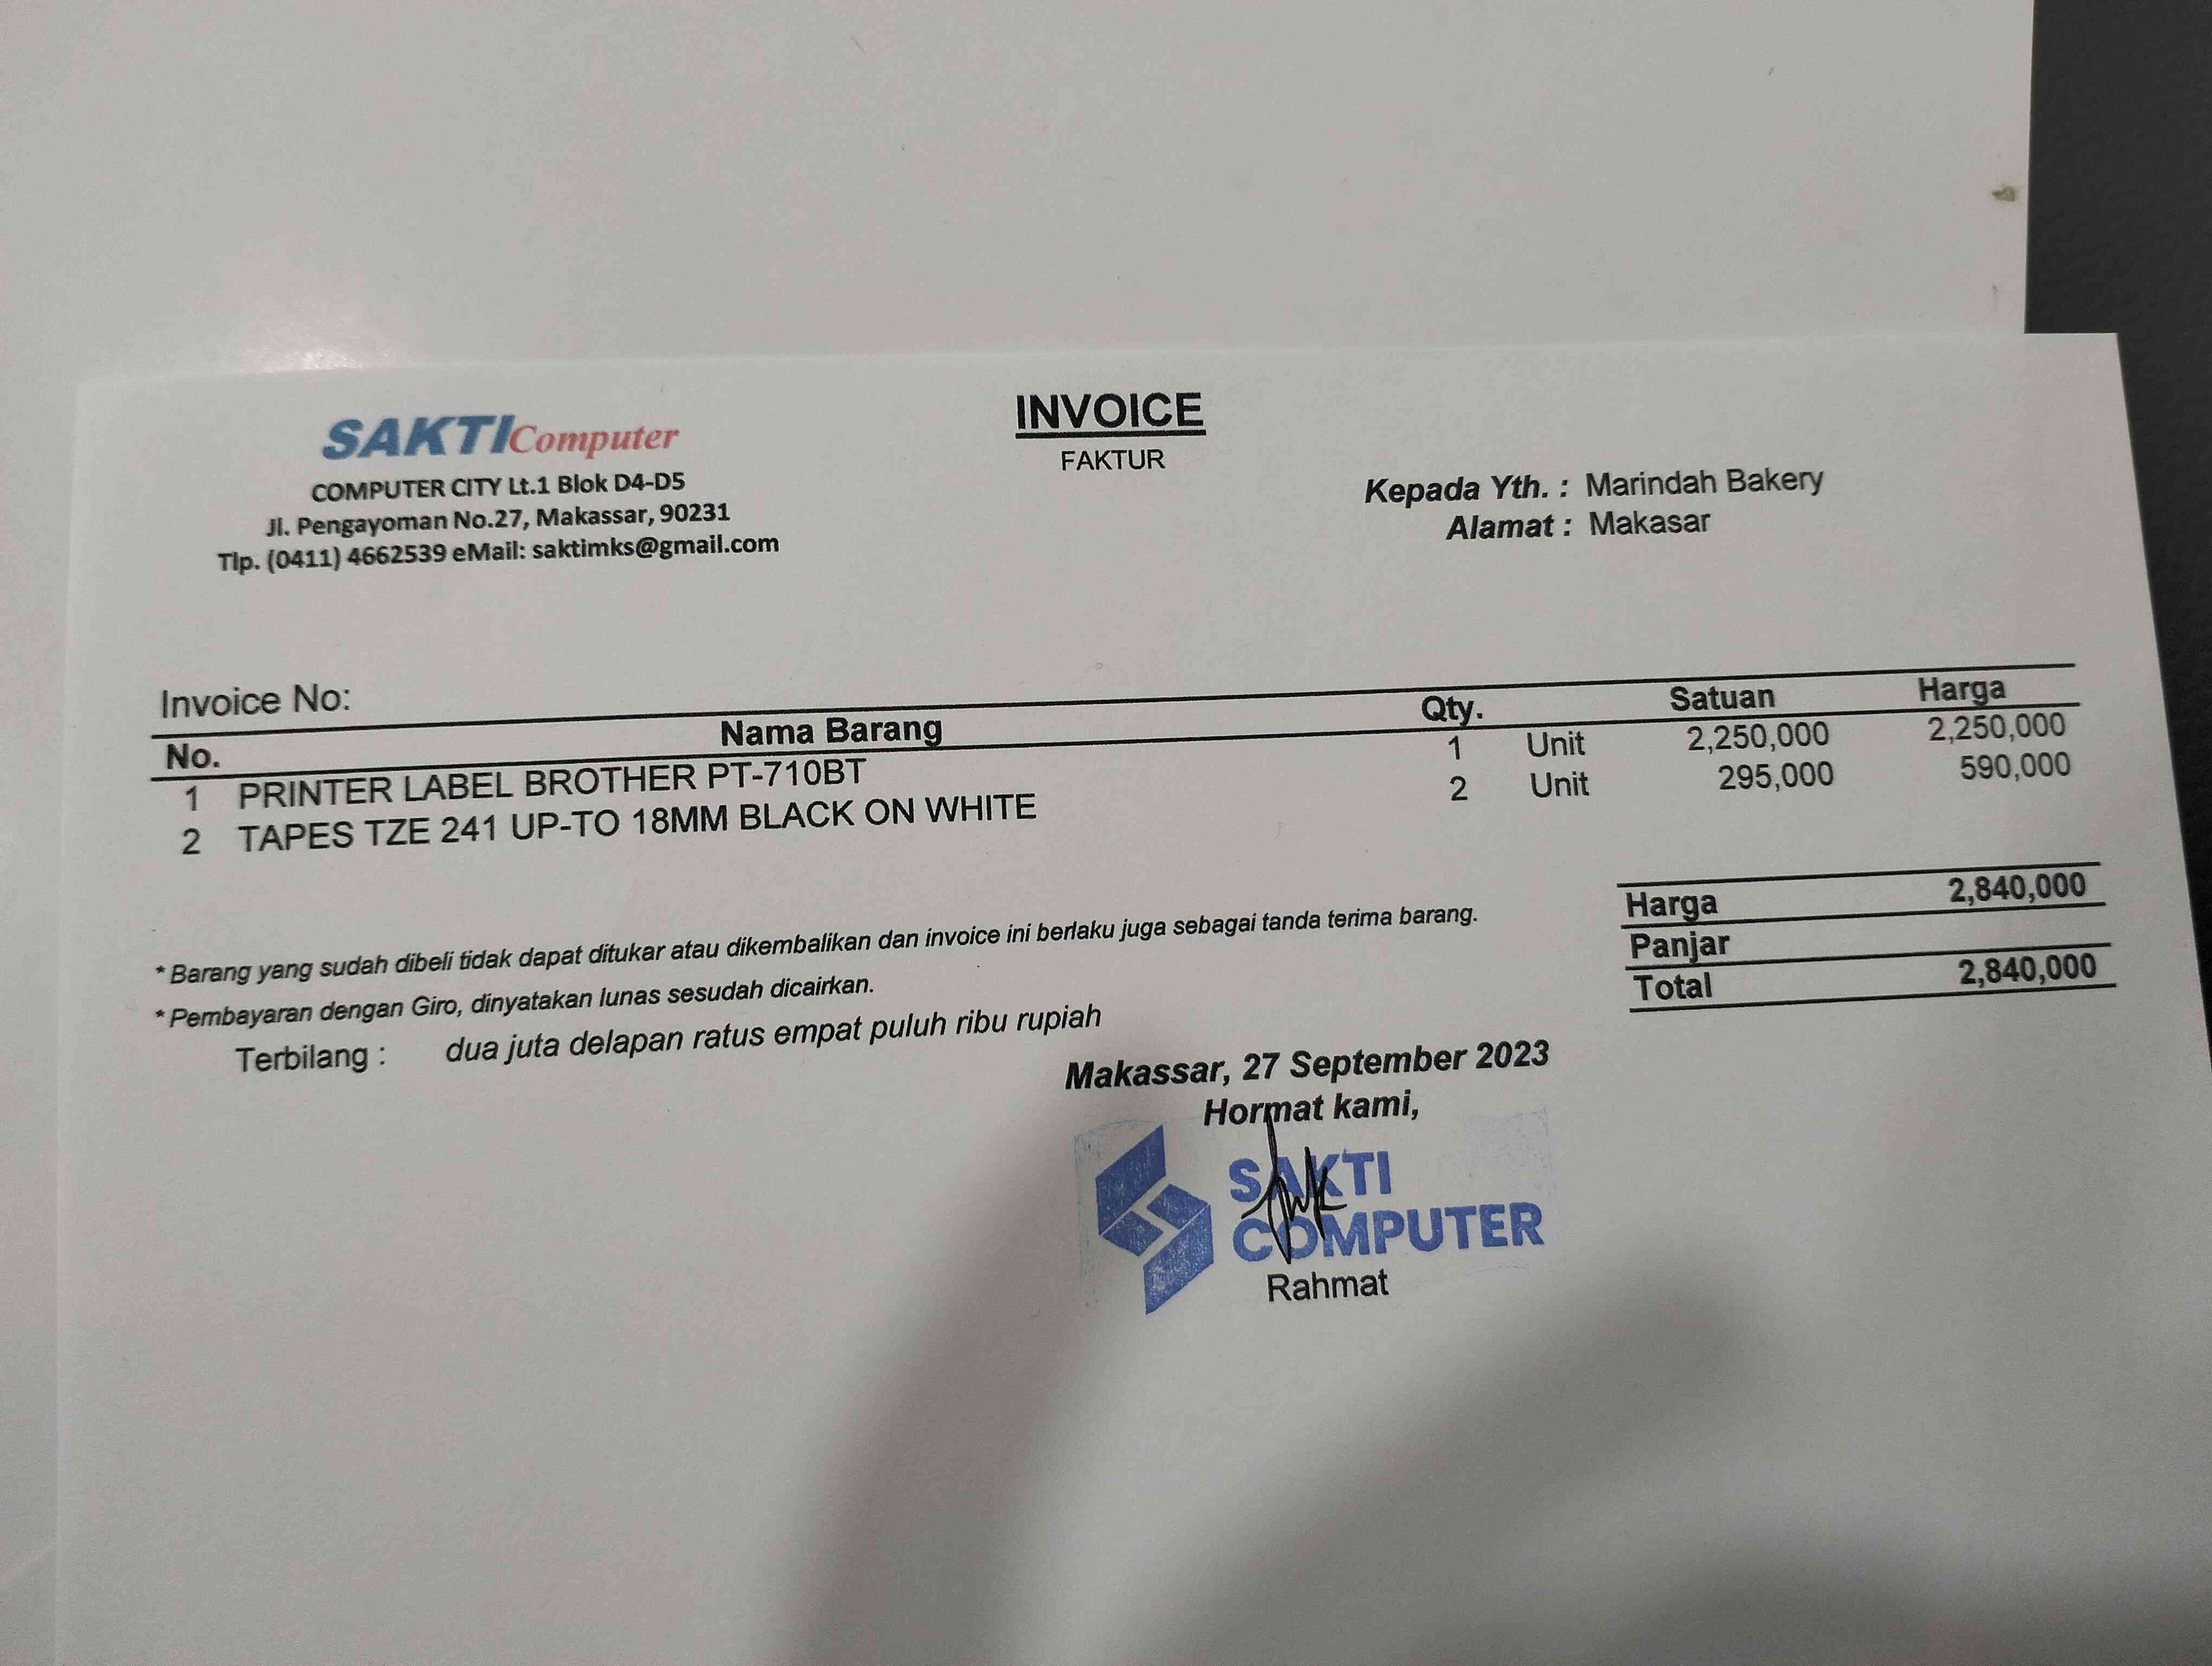 SAKTI Computer
COMPUTER CITY Lt.1 Blok D4-D5
Jl. Pengayoman No.27, Makassar, 90231
Tlp. (0411) 4662539 eMail: saktimks@gmail.com
INVOICE
FAKTUR
Kepada Yth. : Marindah Bakery
Alamat : Makasar
Invoice No:
No. Nama Barang Qty. Satuan Harga
1 PRINTER LABEL BROTHER PT-710BT 1 Unit 2,250,000 2,250,000
2 TAPES TZE 241 UP-TO 18MM BLACK ON WHITE 2 Unit 295,000 590,000
Harga 2,840,000
Panjar
Total 2,840,000
* Barang yang sudah dibeli tidak dapat ditukar atau dikembalikan dan invoice ini berlaku juga sebagai tanda terima barang.
* Pembayaran dengan Giro, dinyatakan lunas sesudah dicairkan.
Terbilang : dua juta delapan ratus empat puluh ribu rupiah
Makassar, 27 September 2023
Hormat kami,
SAKTI
COMPUTER
Rahmat